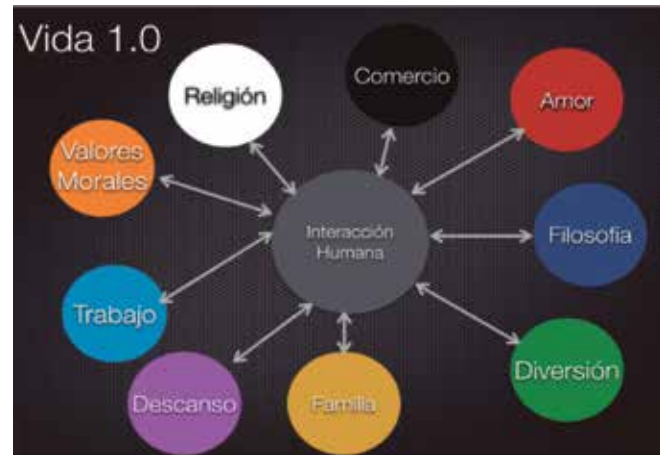 Vida 1.0
Religión
Comercio
Amor
Valores
Morales
Interacción
Humana
Filosofía
Trabajo
Diversión
Descanso
Familia